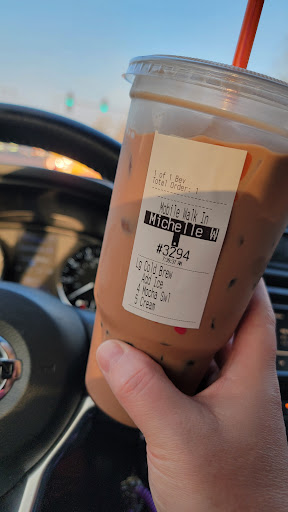 1 of 1 Bev
Total Order: 1
Mobile Walk In
Michelle W
.
#3294
Lg Cold Brew
Add Ice
4 Mocha Swl
5 Cream